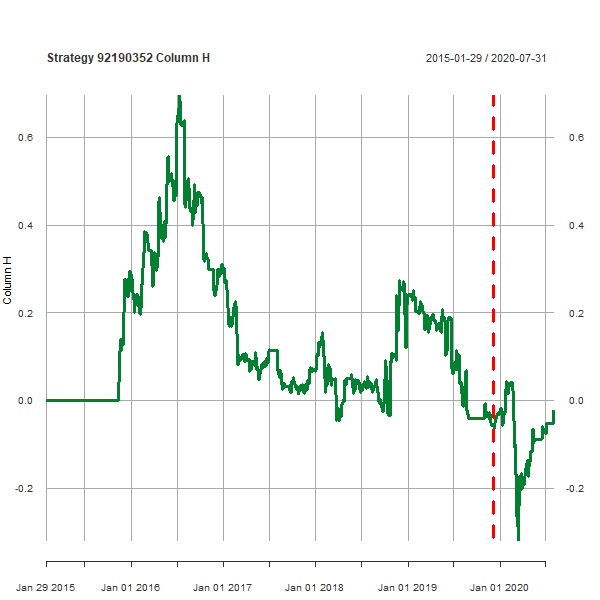 Strategy 92190352 Column H
2015-01-29 / 2020-07-31
0.6
0.6
0.4
0.4
0.2
0.2
0.0
0.0
-0.2
-0.2
Column H
Jan 29 2015
Jan 01 2016
Jan 01 2017
Jan 01 2018
Jan 01 2019
Jan 01 2020